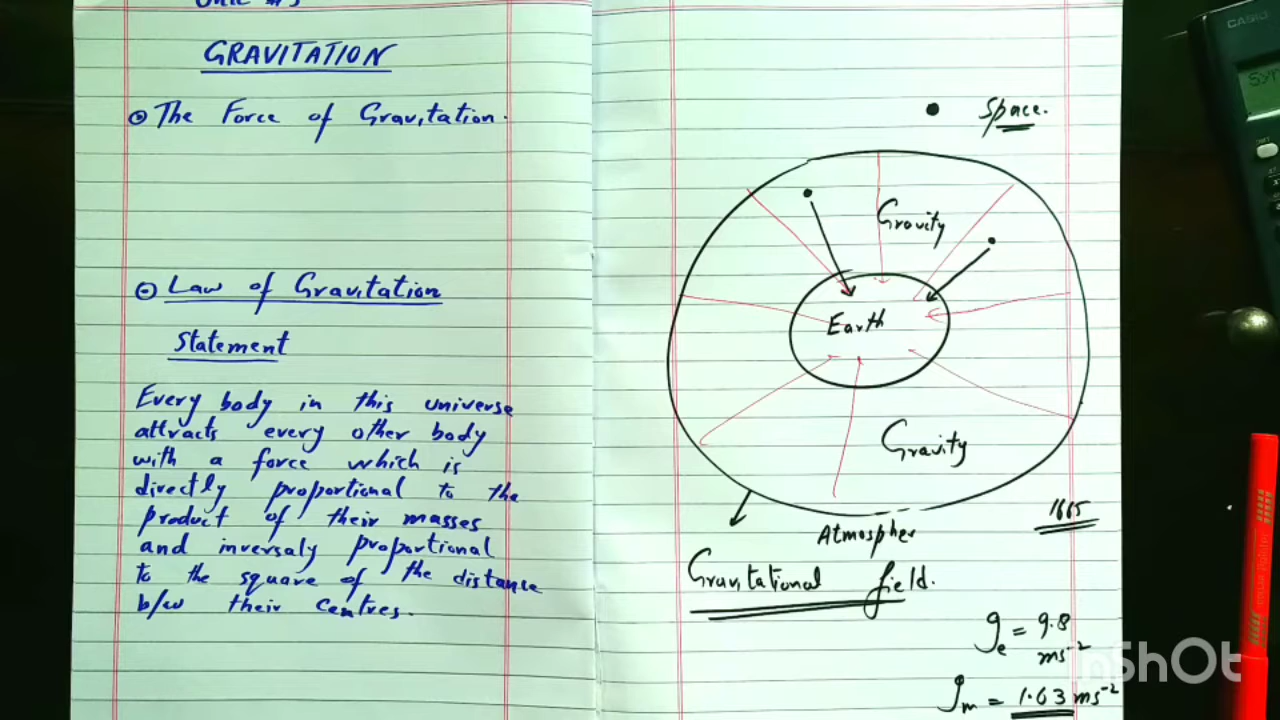 GRAVITATION
The Force of Gravitation.
Law of Gravitation
Statement
Every body in this universe
attracts every other body
with a force which is
directly proportional to the
product of their masses
and inversaly proportional
to the square of the distance
b/w their centres.
Space.
Gravity
Earth
Gravity
1665
Atmospher
Gravitational field.
ge = 9.8
ms⁻²
gm = 1.63 ms⁻²
CASIO
InShOt